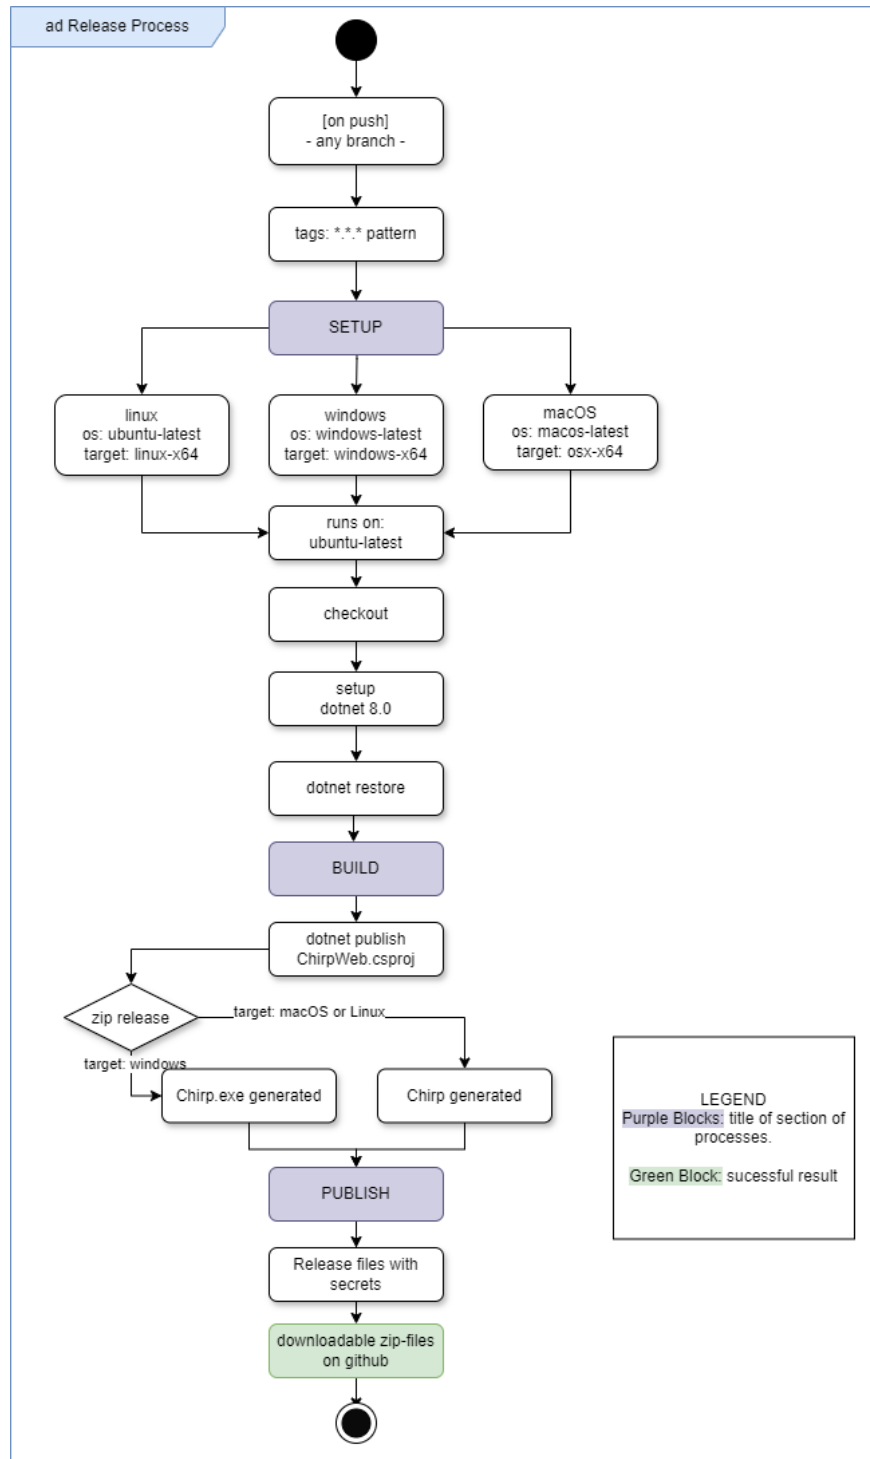 ad Release Process
[on push]
- any branch -
tags: *.*.* pattern
SETUP
linux
os: ubuntu-latest
target: linux-x64
windows
os: windows-latest
target: windows-x64
macOS
os: macos-latest
target: osx-x64
runs on:
ubuntu-latest
checkout
setup
dotnet 8.0
dotnet restore
BUILD
dotnet publish
ChirpWeb.csproj
zip release
target: macOS or Linux
target: windows
Chirp.exe generated
Chirp generated
PUBLISH
Release files with
secrets
downloadable zip-files
on github
LEGEND
Purple Blocks: title of section of
processes.
Green Block: sucessful result